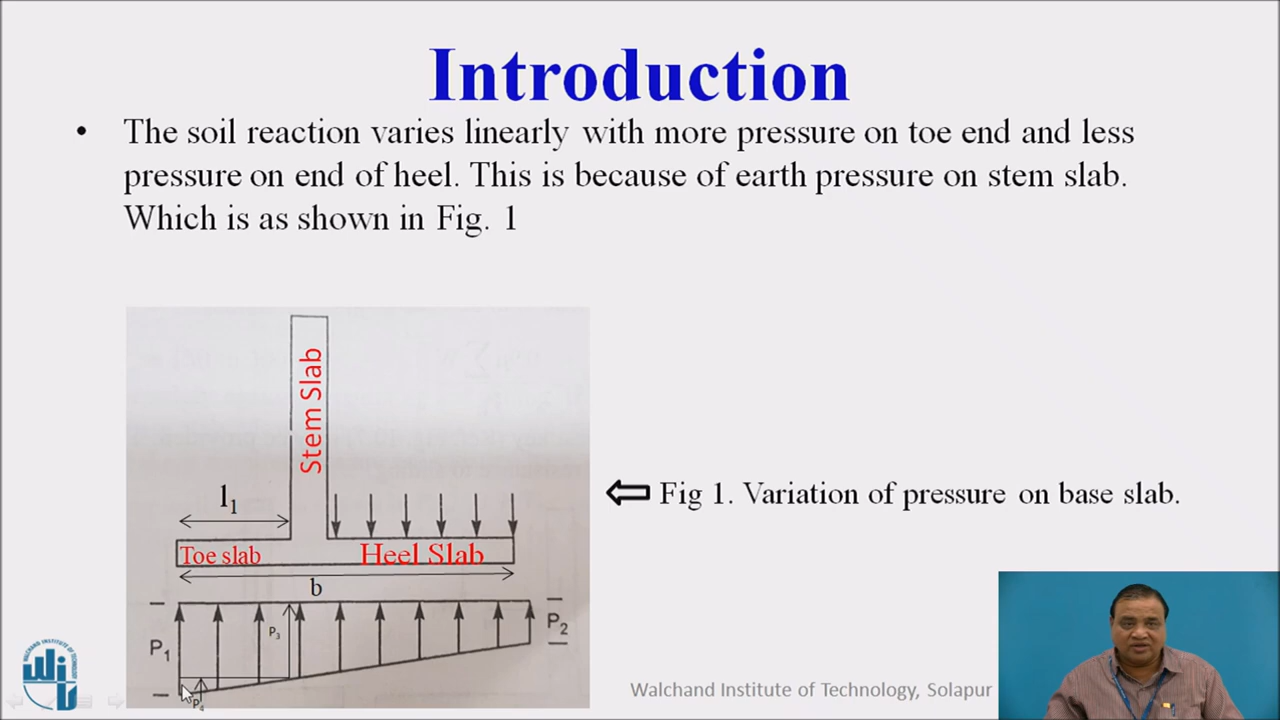 Introduction
• The soil reaction varies linearly with more pressure on toe end and less
pressure on end of heel. This is because of earth pressure on stem slab.
Which is as shown in Fig. 1
Stem Slab
l1
Toe slab
Heel Slab
b
P1
P3
P2
P4
Fig 1. Variation of pressure on base slab.
Walchand Institute of Technology, Solapur